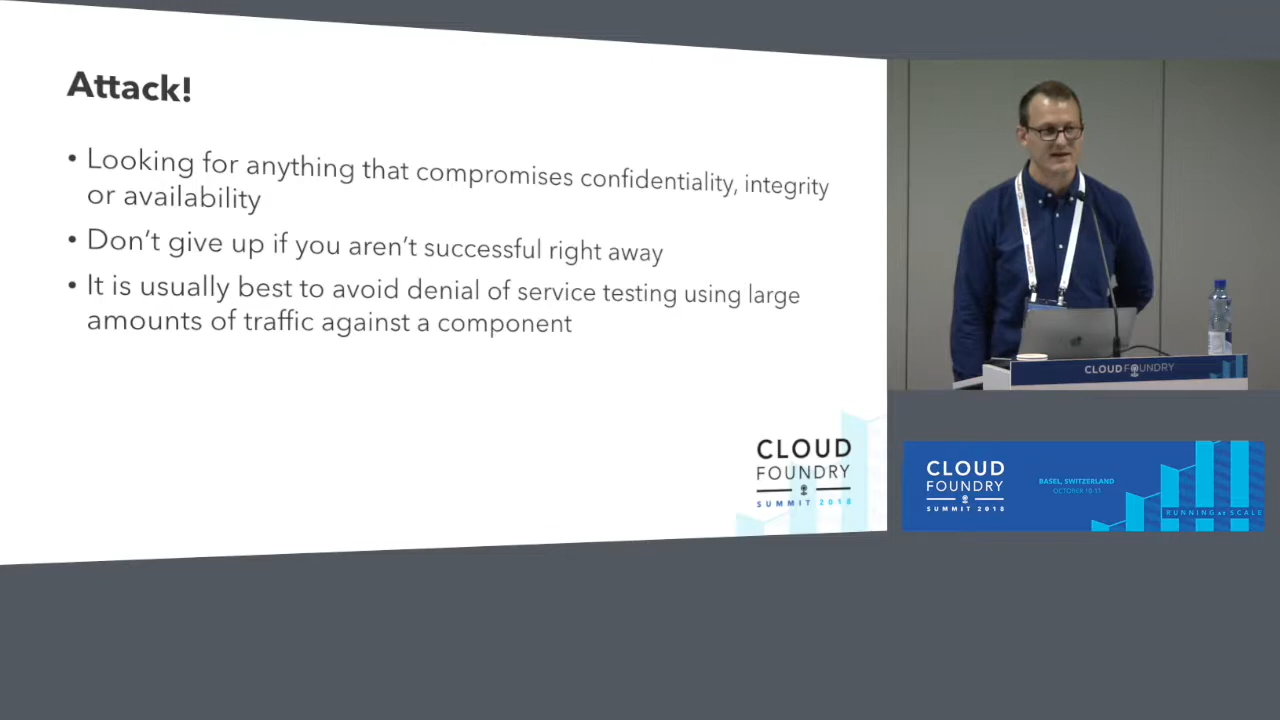 Attack!
• Looking for anything that compromises confidentiality, integrity
or availability
• Don't give up if you aren't successful right away
• It is usually best to avoid denial of service testing using large
amounts of traffic against a component
CLOUD
FOUNDRY
SUMMIT 2018
CLOUD FOUNDRY
CLOUD
FOUNDRY
SUMMIT 2018
BASEL, SWITZERLAND
OCTOBER 10-11
RUNNING AT SCALE